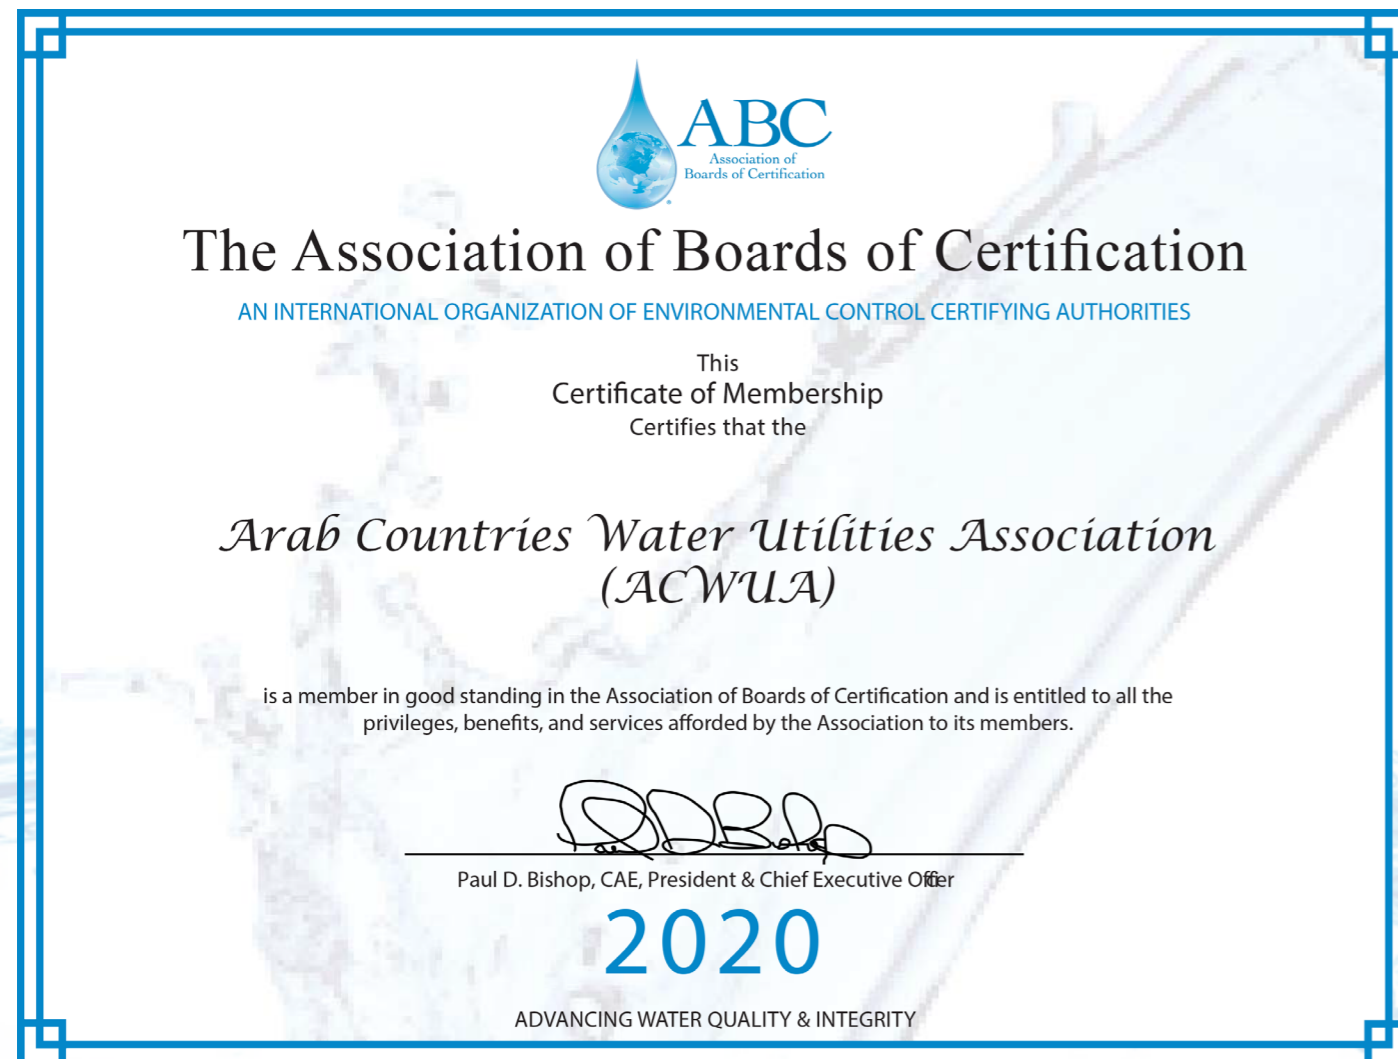 ABC
Association of
Boards of Certification
The Association of Boards of Certification
AN INTERNATIONAL ORGANIZATION OF ENVIRONMENTAL CONTROL CERTIFYING AUTHORITIES
This
Certificate of Membership
Certifies that the
Arab Countries Water Utilities Association
(ACWUA)
is a member in good standing in the Association of Boards of Certification and is entitled to all the
privileges, benefits, and services afforded by the Association to its members.
Paul D. Bishop
Paul D. Bishop, CAE, President & Chief Executive Officer
2020
ADVANCING WATER QUALITY & INTEGRITY